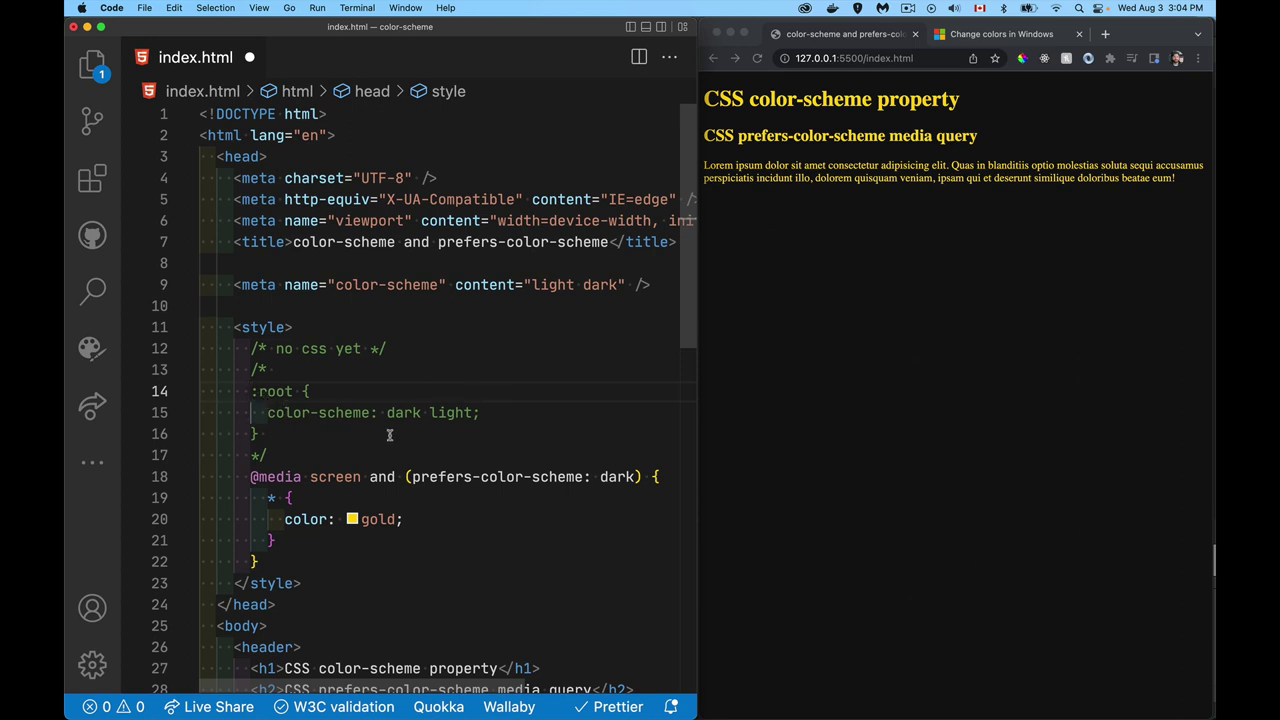 Code File Edit Selection View Go Run Terminal Window Help Wed Aug 3 3:04 PM
index.html — color-scheme
index.html
index.html > html > head > style
1 <!DOCTYPE html>
2 <html lang="en">
3 <head>
4 <meta charset="UTF-8" />
5 <meta http-equiv="X-UA-Compatible" content="IE=edge" />
6 <meta name="viewport" content="width=device-width, ini
7 <title>color-scheme and prefers-color-scheme</title>
8
9 <meta name="color-scheme" content="light dark" />
10
11 <style>
12 /* no css yet */
13 /*
14 :root {
15 color-scheme: dark light;
16 }
17 */
18 @media screen and (prefers-color-scheme: dark) {
19 * {
20 color: gold;
21 }
22 }
23 </style>
24 </head>
25 <body>
26 <header>
27 <h1>CSS color-scheme property</h1>
28 <h2>CSS prefers-color-scheme media query</h2>
1
0 0 Live Share W3C validation Quokka Wallaby Prettier
color-scheme and prefers-colo Change colors in Windows
127.0.0.1:5500/index.html
CSS color-scheme property
CSS prefers-color-scheme media query
Lorem ipsum dolor sit amet consectetur adipisicing elit. Quas in blanditiis optio molestias soluta sequi accusamus
perspiciatis incidunt illo, dolorem quisquam veniam, ipsam qui et deserunt similique doloribus beatae eum!